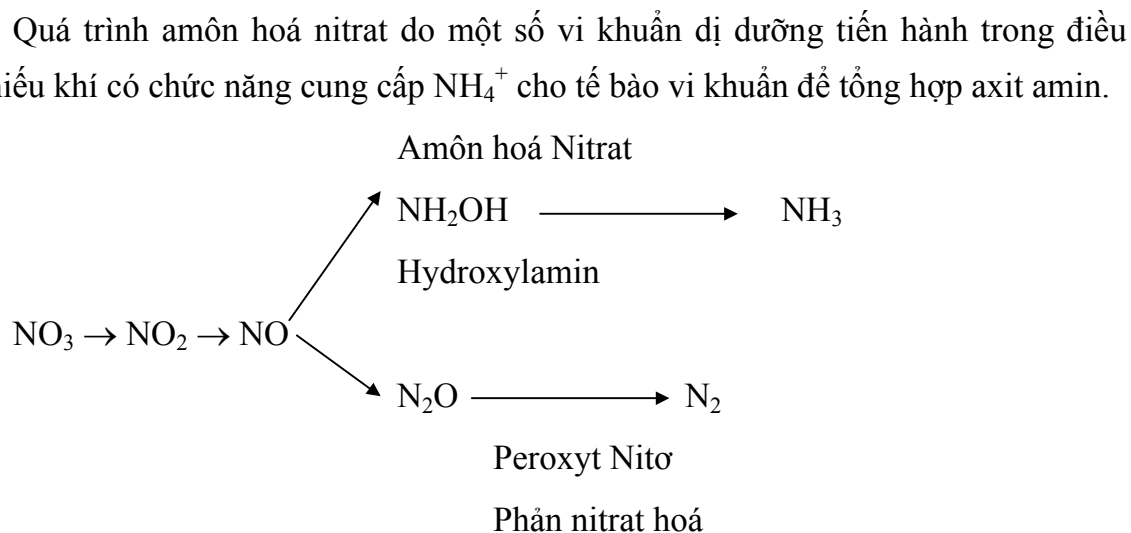 Quá trình amôn hoá nitrat do một số vi khuẩn dị dưỡng tiến hành trong điều
hiếu khí có chức năng cung cấp NH₄⁺ cho tế bào vi khuẩn để tổng hợp axit amin.
Amôn hoá Nitrat
NH₂OH → NH₃
Hydroxylamin
NO₃ → NO₂ → NO
N₂O → N₂
Peroxyt Nitơ
Phản nitrat hoá